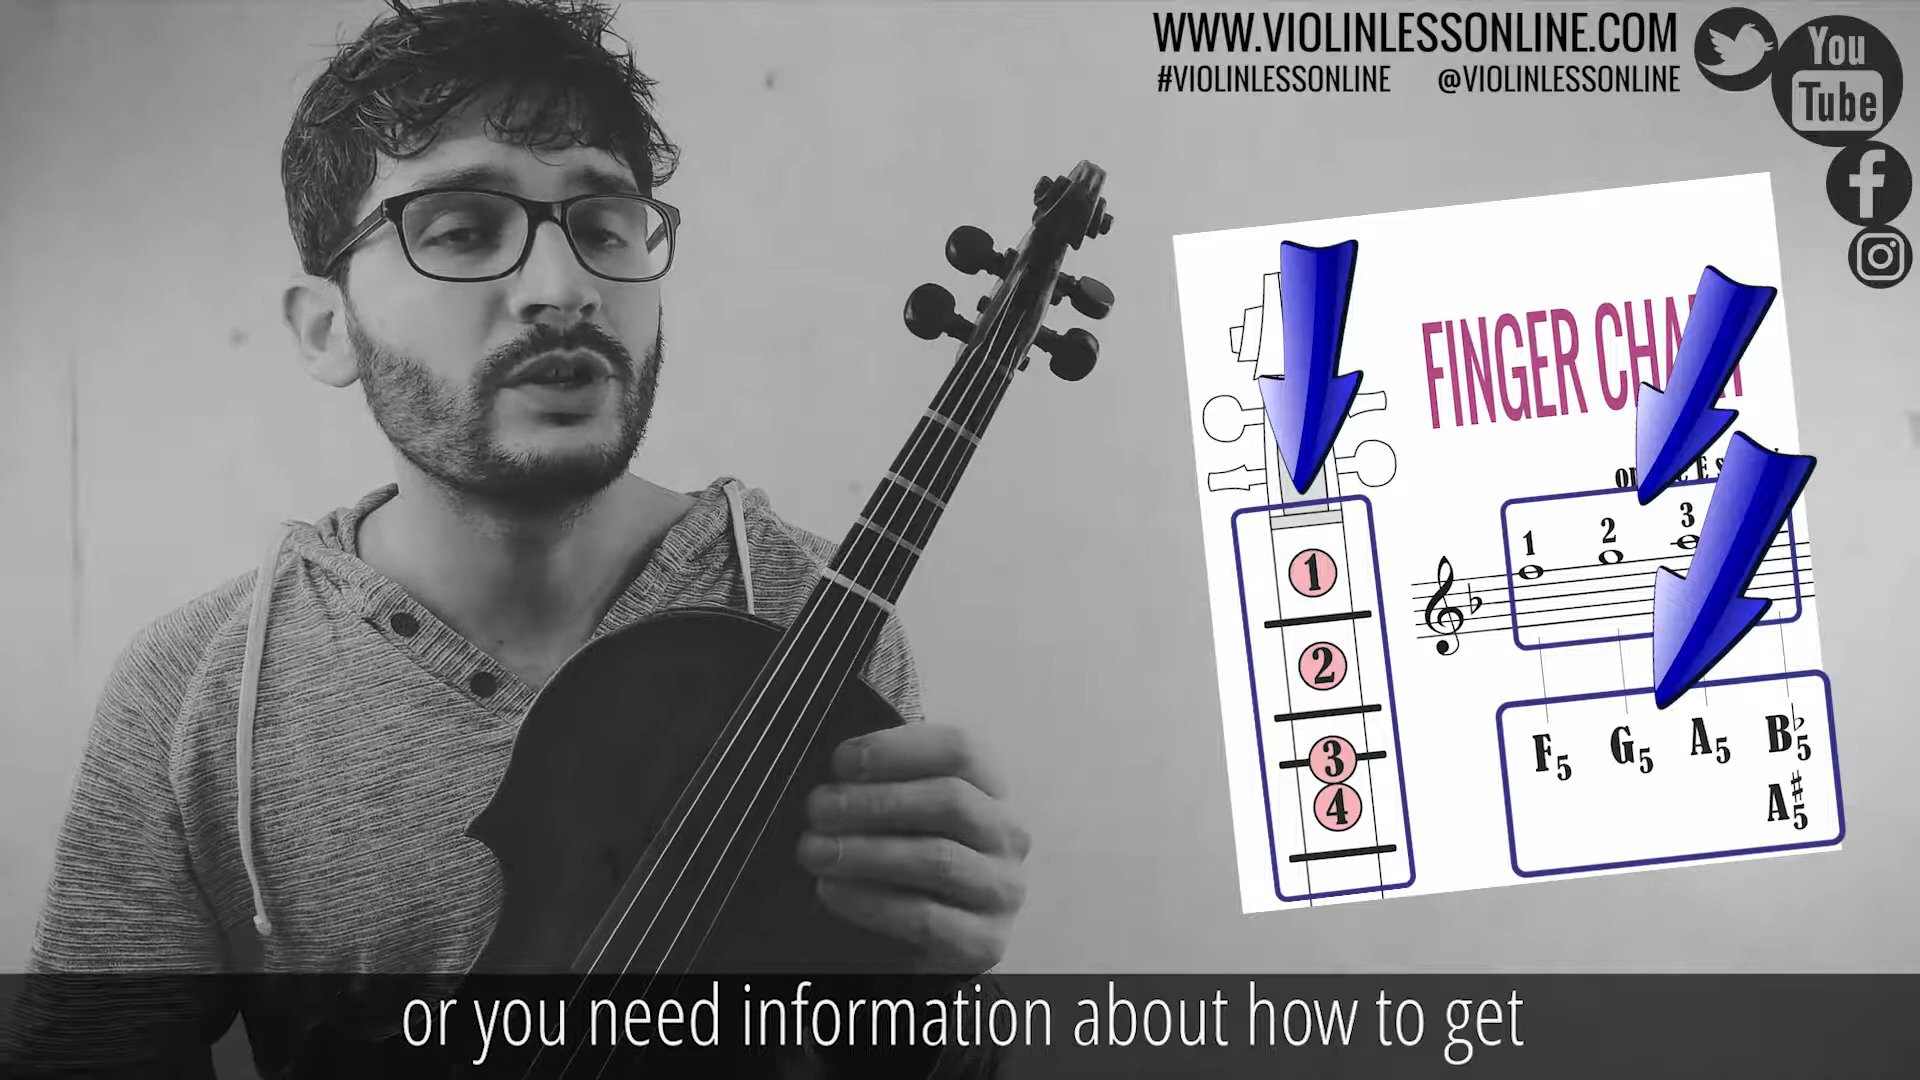 WWW.VIOLINLESSONLINE.COM
#VIOLINLESSONLINE @VIOLINLESSONLINE
You
Tube
FINGER
E
1 2 3
1
2
3
4
F5 G5 A5 B♭5
A♯5
or you need information about how to get